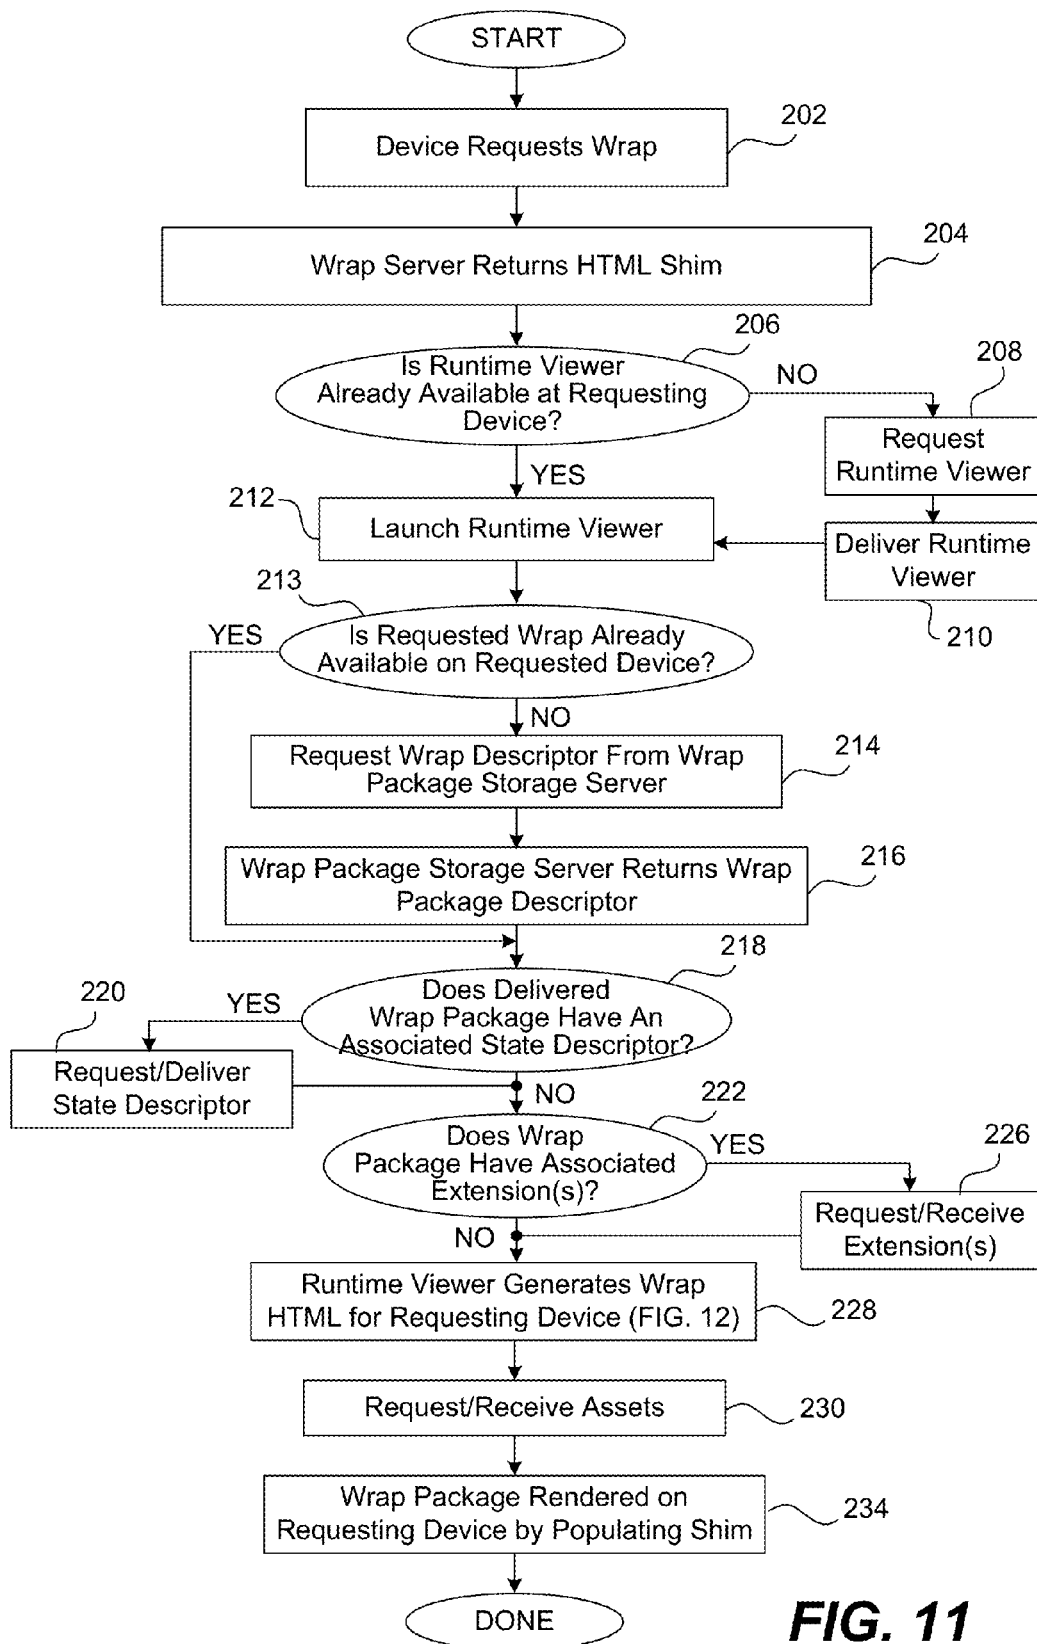 START
202
Device Requests Wrap
204
Wrap Server Returns HTML Shim
206
Is Runtime Viewer
Already Available at Requesting
Device?
NO
208
Request
Runtime Viewer
YES
212
Launch Runtime Viewer
Deliver Runtime
Viewer
210
213
YES
Is Requested Wrap Already
Available on Requested Device?
NO
Request Wrap Descriptor From Wrap
Package Storage Server
214
Wrap Package Storage Server Returns Wrap
Package Descriptor
216
218
220
YES
Does Delivered
Wrap Package Have An
Associated State Descriptor?
Request/Deliver
State Descriptor
NO
222
Does Wrap
Package Have Associated
Extension(s)?
YES
226
Request/Receive
Extension(s)
NO
Runtime Viewer Generates Wrap
HTML for Requesting Device (FIG. 12)
228
Request/Receive Assets
230
Wrap Package Rendered on
Requesting Device by Populating Shim
234
DONE
FIG. 11